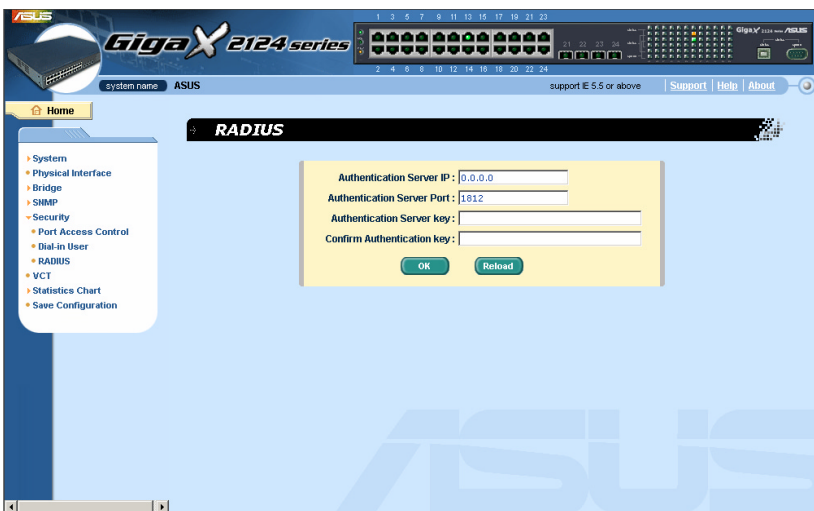 ASUS
GigaX 2124 series
1 3 5 7 9 11 13 15 17 19 21 23
21 22 23 24
2 4 6 8 10 12 14 16 18 20 22 24
GigaX 2124 series ASUS
system name ASUS
support IE 5.5 or above
Support | Help | About
Home
RADIUS
System
Physical Interface
Bridge
SNMP
Security
Port Access Control
Dial-in User
RADIUS
VCT
Statistics Chart
Save Configuration
Authentication Server IP : 0.0.0.0
Authentication Server Port : 1812
Authentication Server key :
Confirm Authentication key :
OK Reload
ASUS